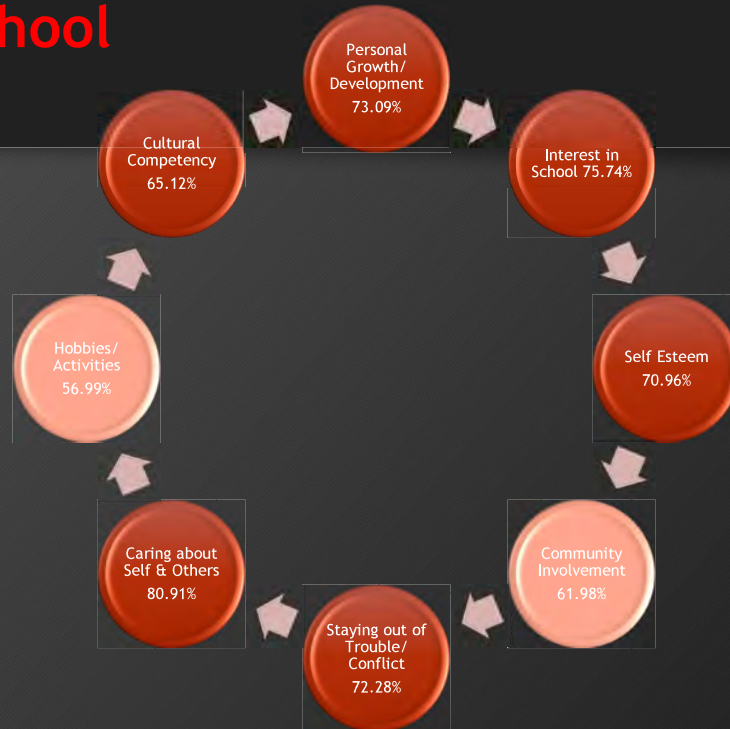 hool
Personal
Growth/
Development
73.09%
Interest in
School 75.74%
Self Esteem
70.96%
Community
Involvement
61.98%
Staying out of
Trouble/
Conflict
72.28%
Caring about
Self & Others
80.91%
Hobbies/
Activities
56.99%
Cultural
Competency
65.12%